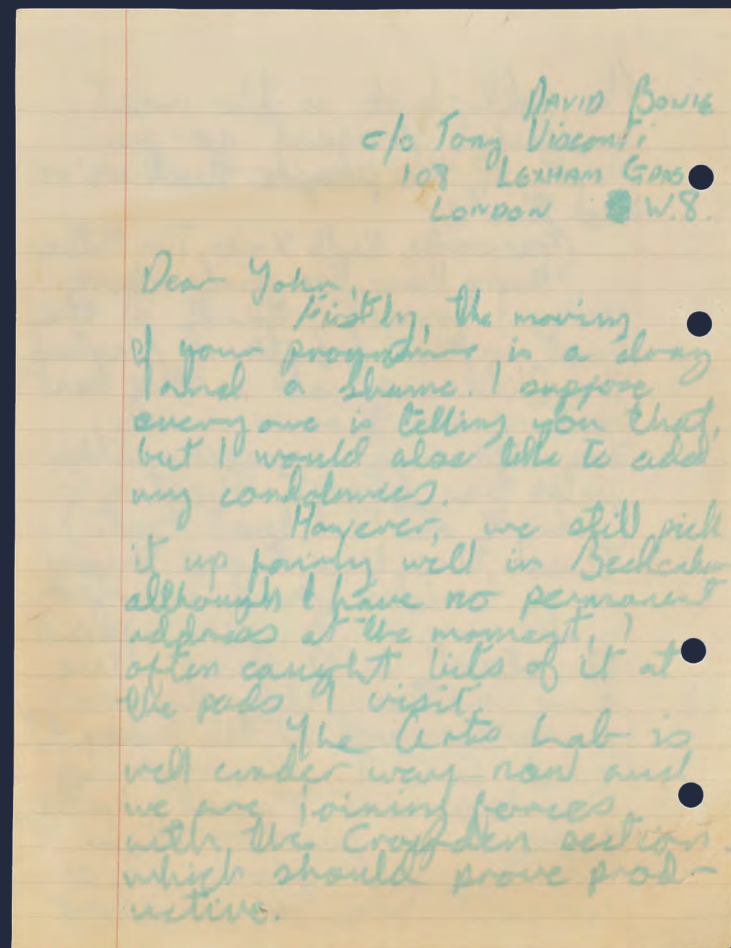 DAVID BOWIE
c/o Tony Visconti
108 LEXHAM GDNS
LONDON W.8.
Dear John,
Firstly, the moving
of your programme is a drag
and a shame. I suppose
everyone is telling you that,
but I would also like to add
my condolences.
However, we still pick
it up fairly well in Beckenham
although I have no permanent
address at the moment, I
often caught bits of it at
the pads I visit.
The Arts Lab is
well under way now and
we are joining forces
with the Croydon section
which should prove prod-
uctive.